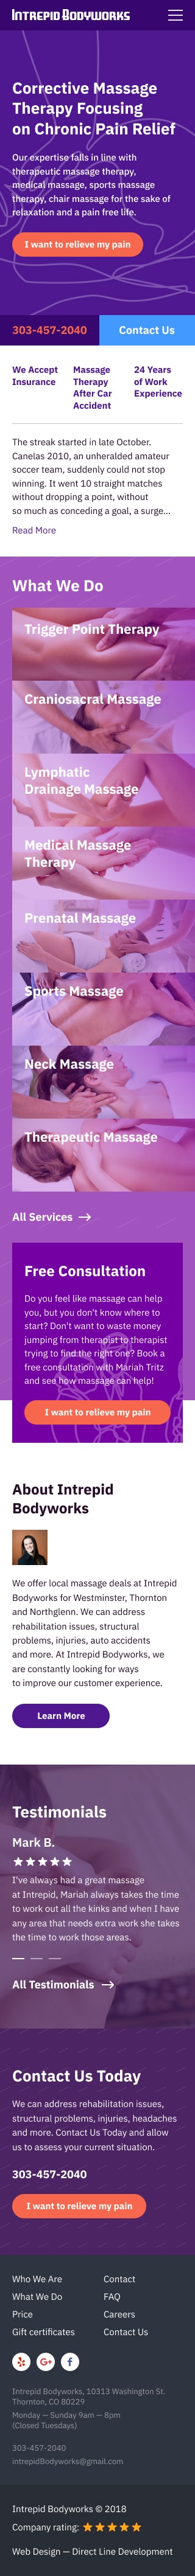 Intrepid Bodyworks
Corrective Massage
Therapy Focusing
on Chronic Pain Relief
Our expertise falls in line with
therapeutic massage therapy,
medical massage, sports massage
therapy, chair massage for the sake of
relaxation and a pain free life.
I want to relieve my pain
303-457-2040
Contact Us
We Accept
Insurance
Massage
Therapy
After Car
Accident
24 Years
of Work
Experience
The streak started in late October.
Canelas 2010, an unheralded amateur
soccer team, suddenly could not stop
winning. It went 10 straight matches
without dropping a point, without
so much as conceding a goal, a surge...
Read More
What We Do
Trigger Point Therapy
Craniosacral Massage
Lymphatic
Drainage Massage
Medical Massage
Therapy
Prenatal Massage
Sports Massage
Neck Massage
Therapeutic Massage
All Services
Free Consultation
Do you feel like massage can help
you, but you don't know where to
start? Don't want to waste money
jumping from therapist to therapist
trying to find the right one? Book a
free consultation with Mariah Tritz
and see how massage can help!
I want to relieve my pain
About Intrepid
Bodyworks
We offer local massage deals at Intrepid
Bodyworks for Westminster, Thornton
and Northglenn. We can address
rehabilitation issues, structural
problems, injuries, auto accidents
and more. At Intrepid Bodyworks, we
are constantly looking for ways
to improve our customer experience.
Learn More
Testimonials
Mark B.
I've always had a great massage
at Intrepid, Mariah always takes the time
to work out all the kinks and when I have
any area that needs extra work she takes
the time to work those areas.
All Testimonials
Contact Us Today
We can address rehabilitation issues,
structural problems, injuries, headaches
and more. Contact Us Today and allow
us to assess your current situation.
303-457-2040
I want to relieve my pain
Who We Are
Contact
What We Do
FAQ
Price
Careers
Gift certificates
Contact Us
G+
f
Intrepid Bodyworks, 10313 Washington St.
Thornton, CO 80229
Monday — Sunday 9am — 8pm
(Closed Tuesdays)
303-457-2040
intrepidBodyworks@gmail.com
Intrepid Bodyworks © 2018
Company rating:
Web Design — Direct Line Development